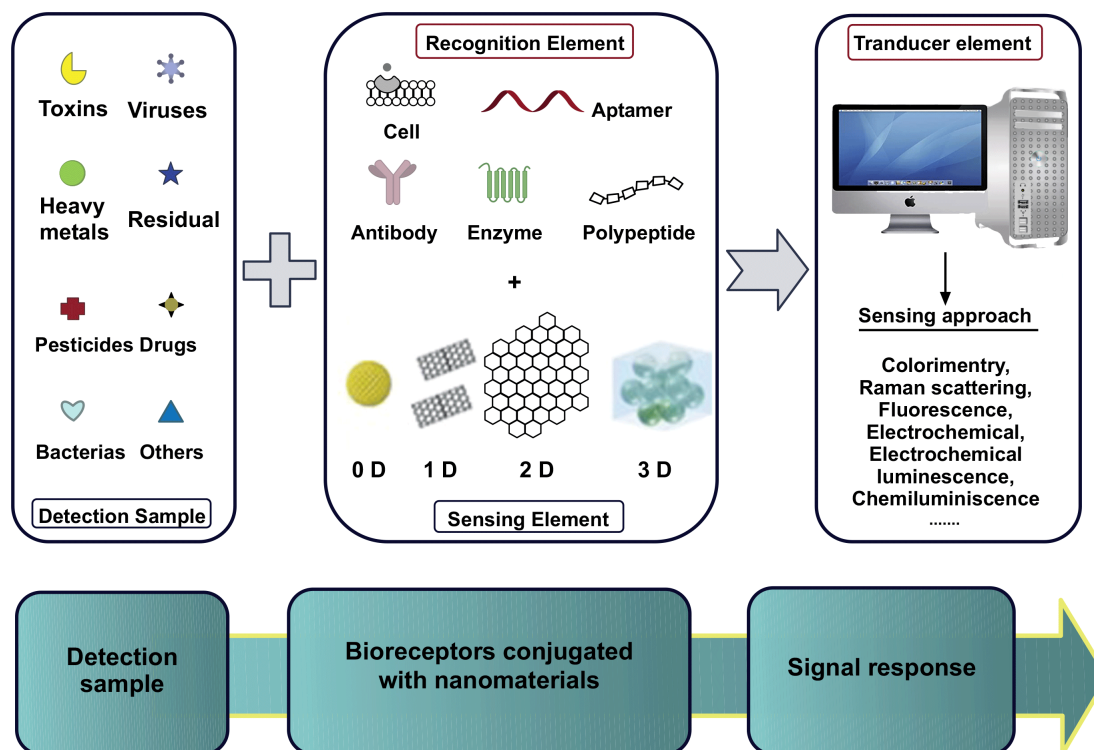 Toxins Viruses
Heavy
metals
Residual
Pesticides Drugs
Bacterias Others
Detection Sample
Recognition Element
Cell
Aptamer
Antibody Enzyme Polypeptide
+
0 D 1 D 2 D 3 D
Sensing Element
Tranducer element
Sensing approach
Colorimentry,
Raman scattering,
Fluorescence,
Electrochemical,
Electrochemical
luminescence,
Chemiluminiscence
.......
Detection
sample
Bioreceptors conjugated
with nanomaterials
Signal response